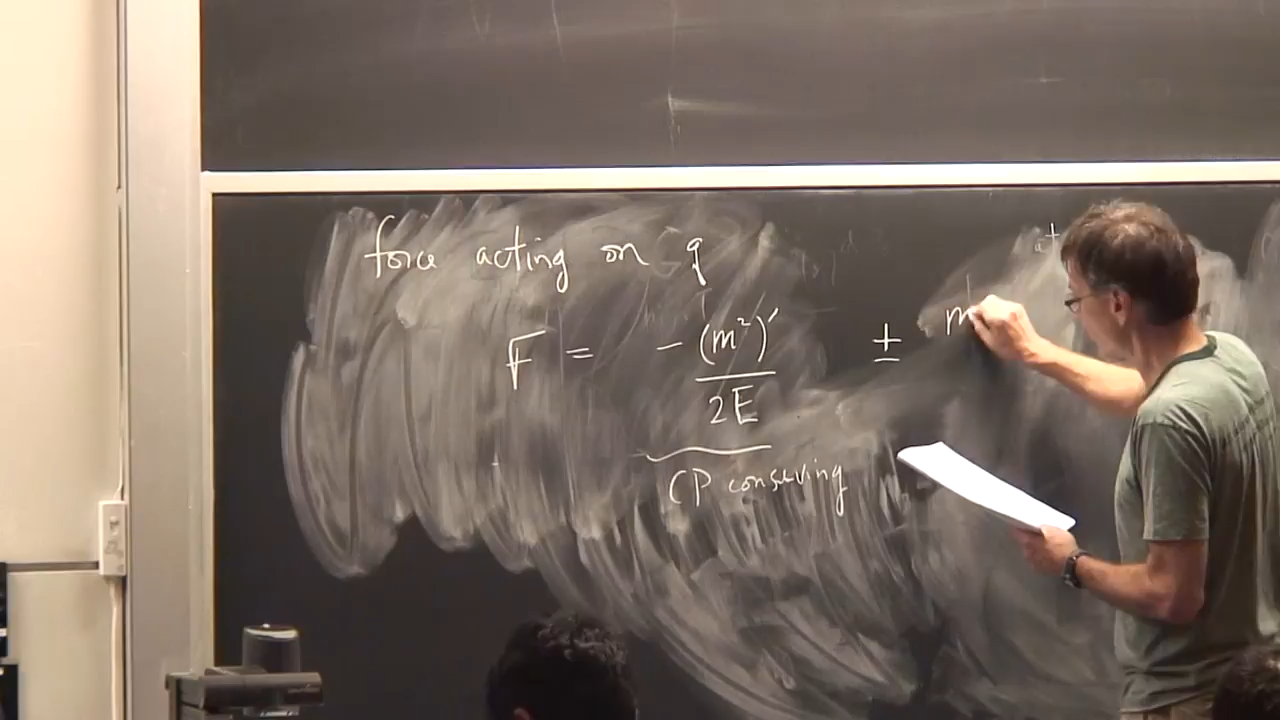 force acting on q
F = - (m²)′ / 2E ± m
CP conserving